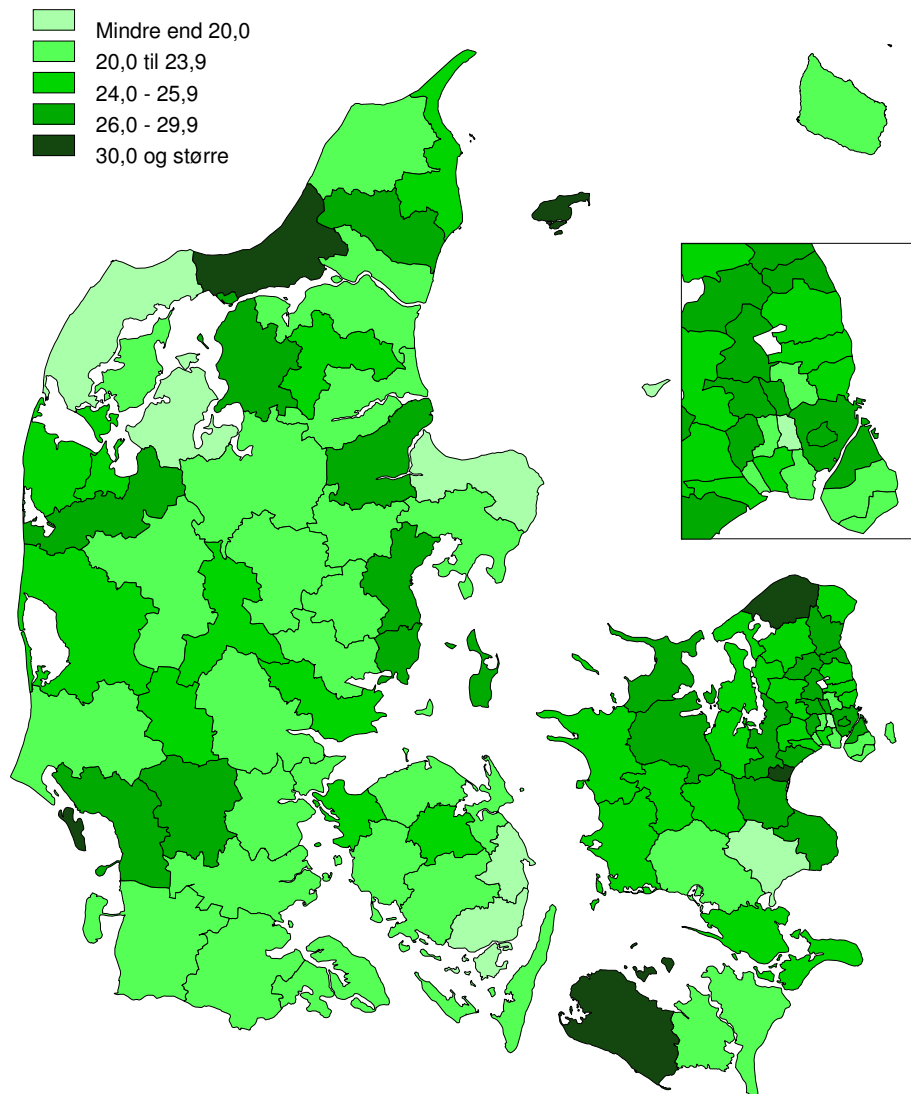 Mindre end 20,0
20,0 til 23,9
24,0 - 25,9
26,0 - 29,9
30,0 og større